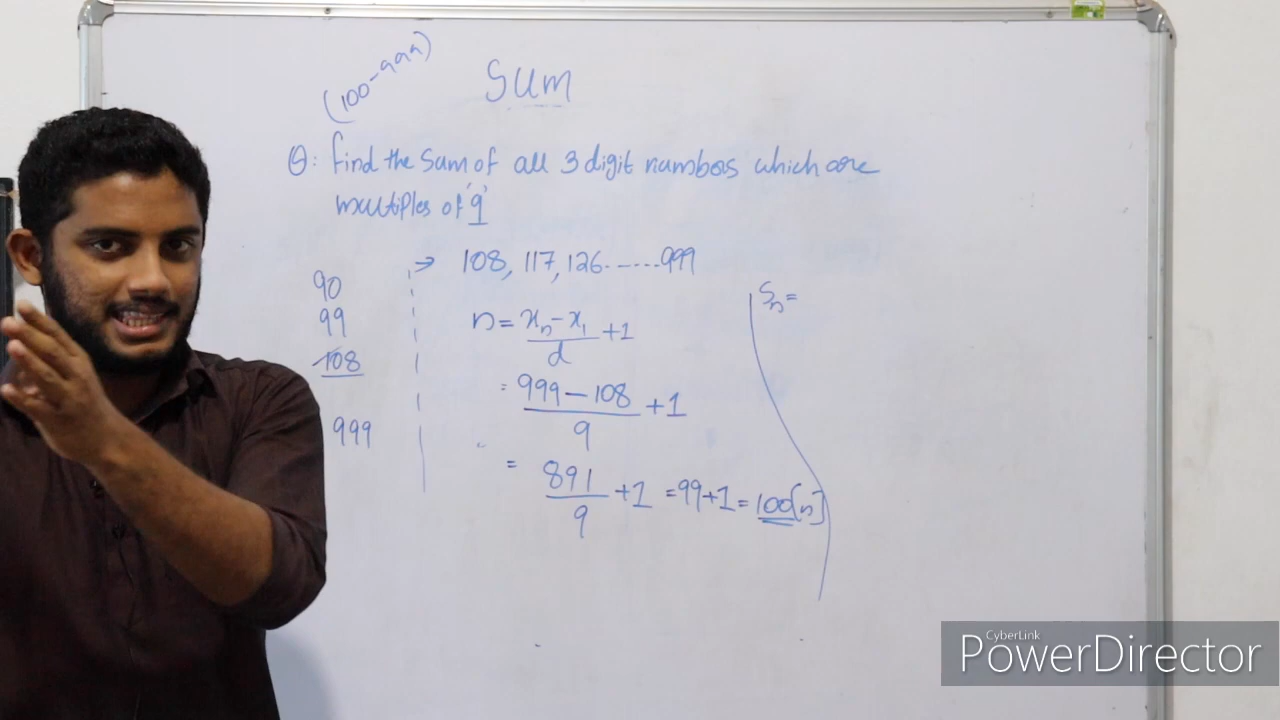 (100-999)
Sum
Q: Find the sum of all 3 digit numbers which are
multiples of '9'
90
99
108
999
→ 108, 117, 126.-----.999
n = xn - x1 / d + 1
= 999 - 108 / 9 + 1
= 891 / 9 + 1 = 99+1 = 100[n]
Sn =
CyberLink
PowerDirector